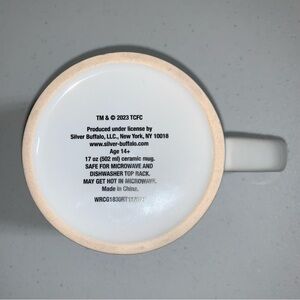 TM & © 2023 TCFC
Produced under license by
Silver Buffalo, LLC., New York, NY 10018
www.silver-buffalo.com
Age 14+
17 oz (502 ml) ceramic mug.
SAFE FOR MICROWAVE AND
DISHWASHER TOP RACK.
MAY GET HOT IN MICROWAVE.
Made in China.